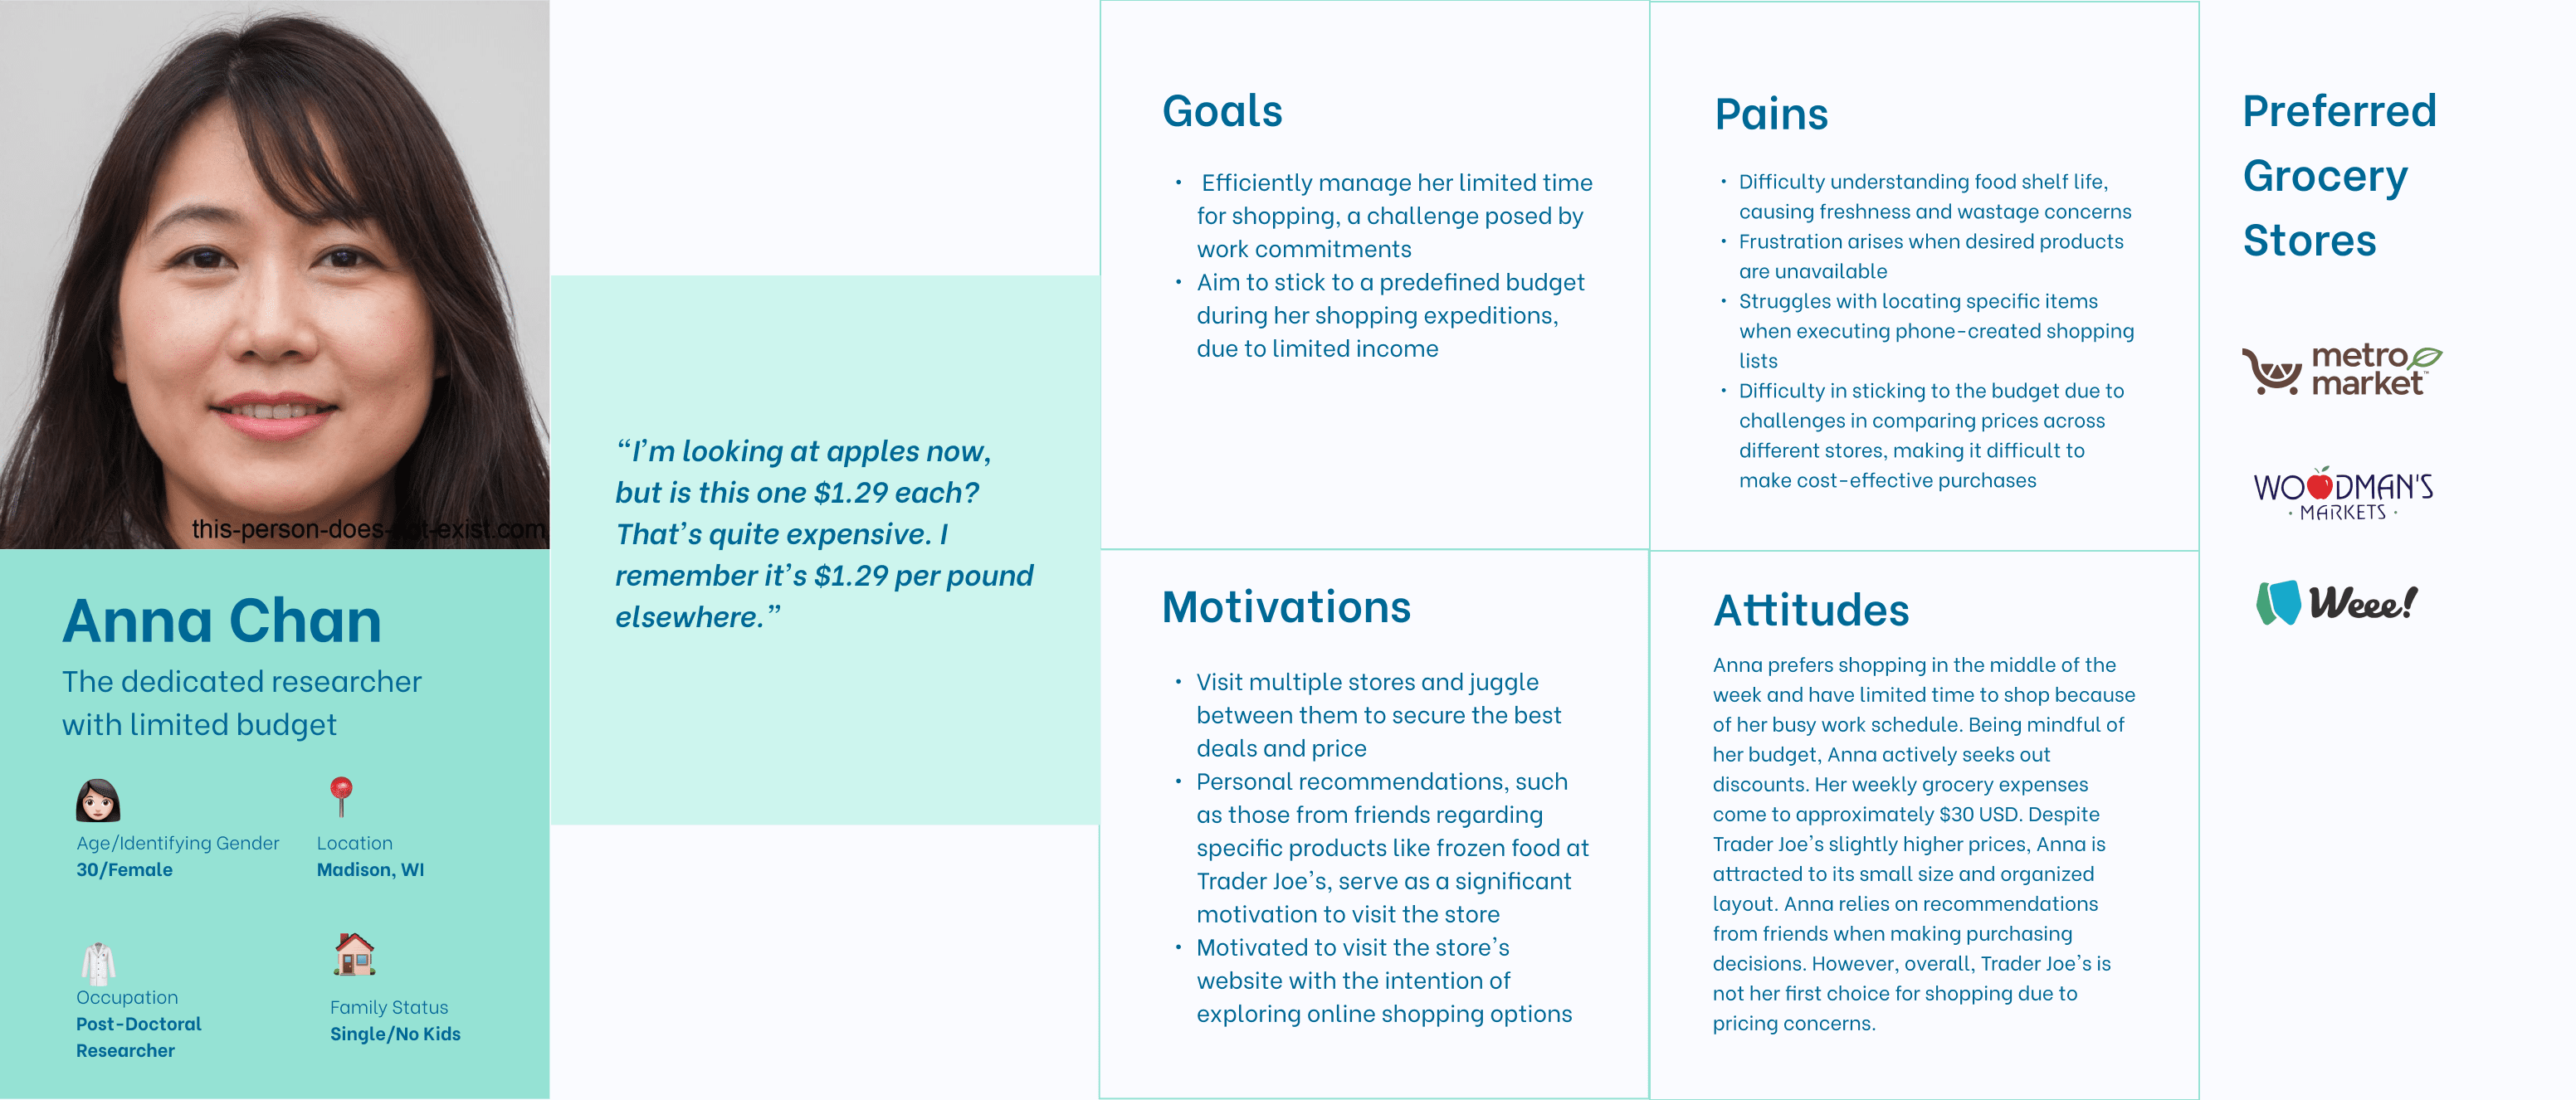 this-person-does-not-exist.com
Anna Chan
The dedicated researcher
with limited budget
Age/Identifying Gender
30/Female
Location
Madison, WI
Occupation
Post-Doctoral
Researcher
Family Status
Single/No Kids
“I’m looking at apples now,
but is this one $1.29 each?
That’s quite expensive. I
remember it’s $1.29 per pound
elsewhere.”
Goals
• Efficiently manage her limited time
for shopping, a challenge posed by
work commitments
• Aim to stick to a predefined budget
during her shopping expeditions,
due to limited income
Motivations
• Visit multiple stores and juggle
between them to secure the best
deals and price
• Personal recommendations, such
as those from friends regarding
specific products like frozen food at
Trader Joe’s, serve as a significant
motivation to visit the store
• Motivated to visit the store’s
website with the intention of
exploring online shopping options
Pains
• Difficulty understanding food shelf life,
causing freshness and wastage concerns
• Frustration arises when desired products
are unavailable
• Struggles with locating specific items
when executing phone-created shopping
lists
• Difficulty in sticking to the budget due to
challenges in comparing prices across
different stores, making it difficult to
make cost-effective purchases
Attitudes
Anna prefers shopping in the middle of the
week and have limited time to shop because
of her busy work schedule. Being mindful of
her budget, Anna actively seeks out
discounts. Her weekly grocery expenses
come to approximately $30 USD. Despite
Trader Joe’s slightly higher prices, Anna is
attracted to its small size and organized
layout. Anna relies on recommendations
from friends when making purchasing
decisions. However, overall, Trader Joe’s is
not her first choice for shopping due to
pricing concerns.
Preferred
Grocery
Stores
metro
market™
WOODMAN'S
• MARKETS •
Weee!